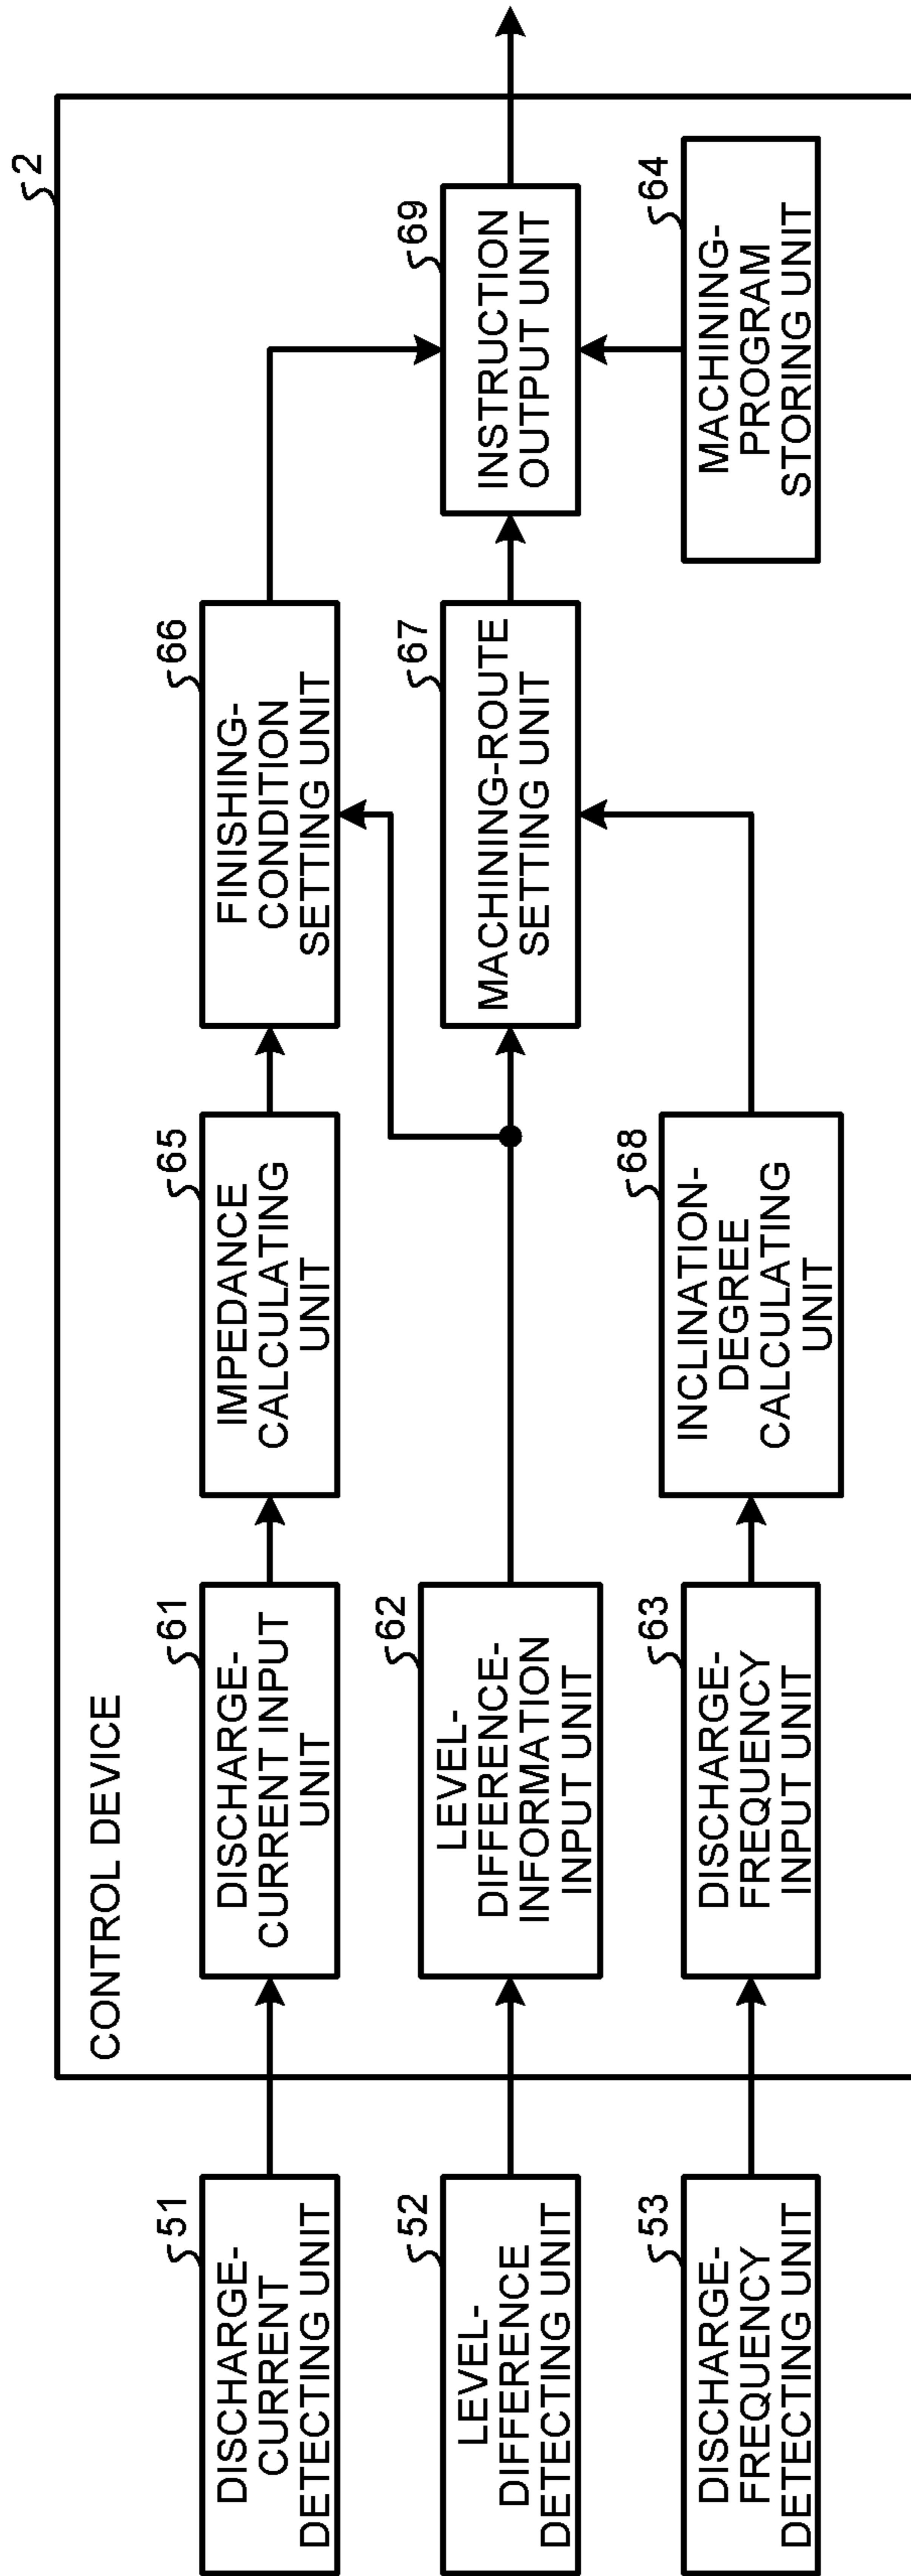 CONTROL DEVICE
2
DISCHARGE-
CURRENT
DETECTING UNIT
51
DISCHARGE-
CURRENT INPUT
UNIT
61
IMPEDANCE
CALCULATING
UNIT
65
FINISHING-
CONDITION
SETTING UNIT
66
LEVEL-
DIFFERENCE
DETECTING UNIT
52
LEVEL-
DIFFERENCE-
INFORMATION
INPUT UNIT
62
MACHINING-ROUTE
SETTING UNIT
67
INSTRUCTION
OUTPUT UNIT
69
DISCHARGE-
FREQUENCY
DETECTING UNIT
53
DISCHARGE-
FREQUENCY
INPUT UNIT
63
INCLINATION-
DEGREE
CALCULATING
UNIT
68
MACHINING-
PROGRAM
STORING UNIT
64